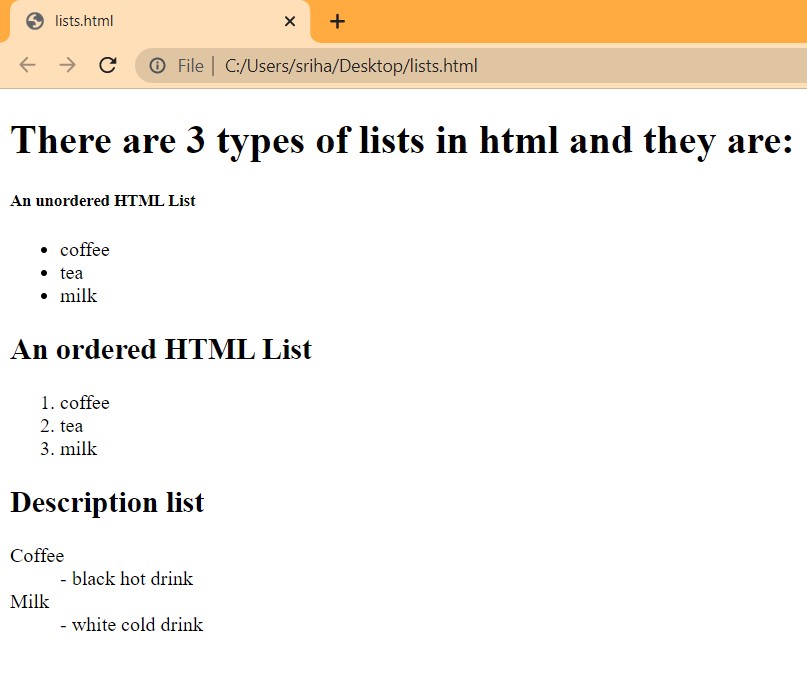 lists.html
File | C:/Users/sriha/Desktop/lists.html
There are 3 types of lists in html and they are:
An unordered HTML List
• coffee
• tea
• milk
An ordered HTML List
1. coffee
2. tea
3. milk
Description list
Coffee
- black hot drink
Milk
- white cold drink